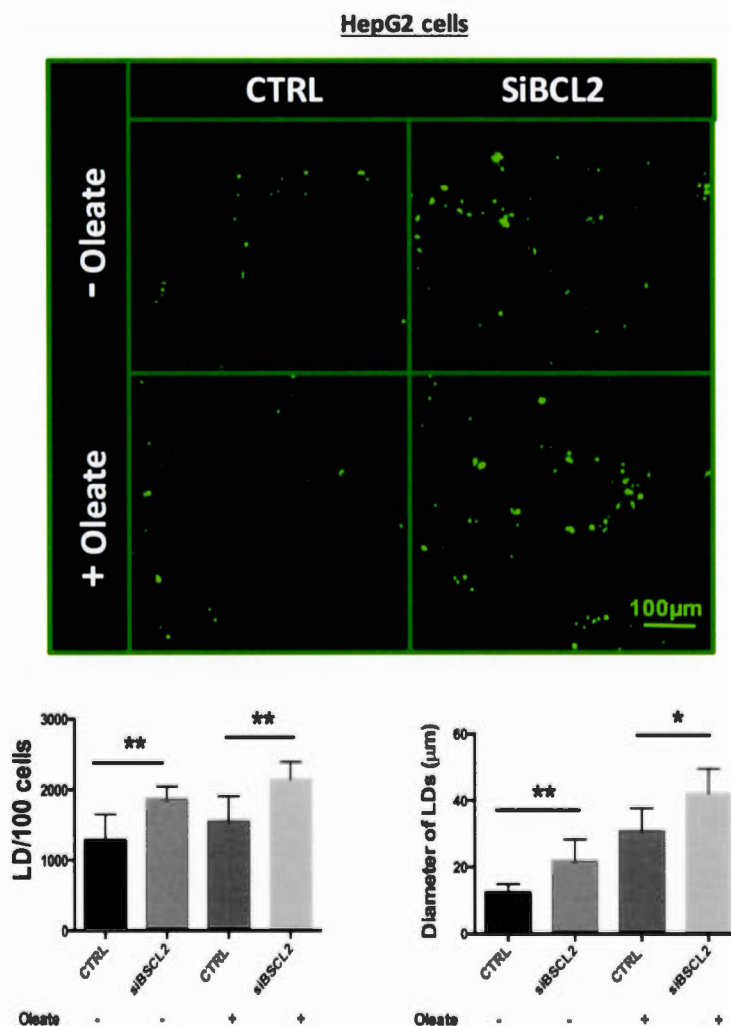 HepG2 cells
CTRL SiBCL2
- Oleate
+ Oleate
100µm
LD/100 cells
3000
2000
1000
0
**
**
CTRL
siBSCL2
CTRL
siBSCL2
Oleate - - + +
Diameter of LDs (µm)
60
40
20
0
**
*
CTRL
siBSCL2
CTRL
siBSCL2
Oleate - - + +